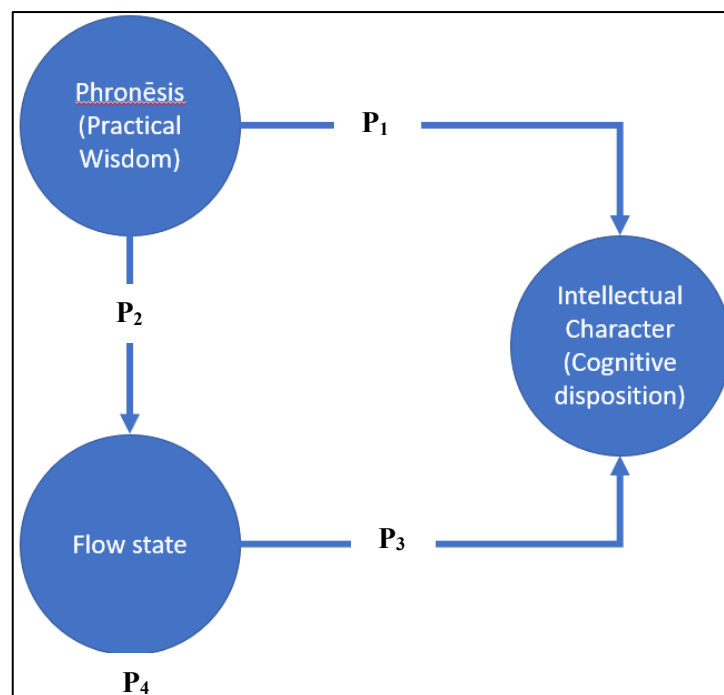 Phronēsis
(Practical
Wisdom)
P₁
P₂
Intellectual
Character
(Cognitive
disposition)
Flow state
P₃
P₄